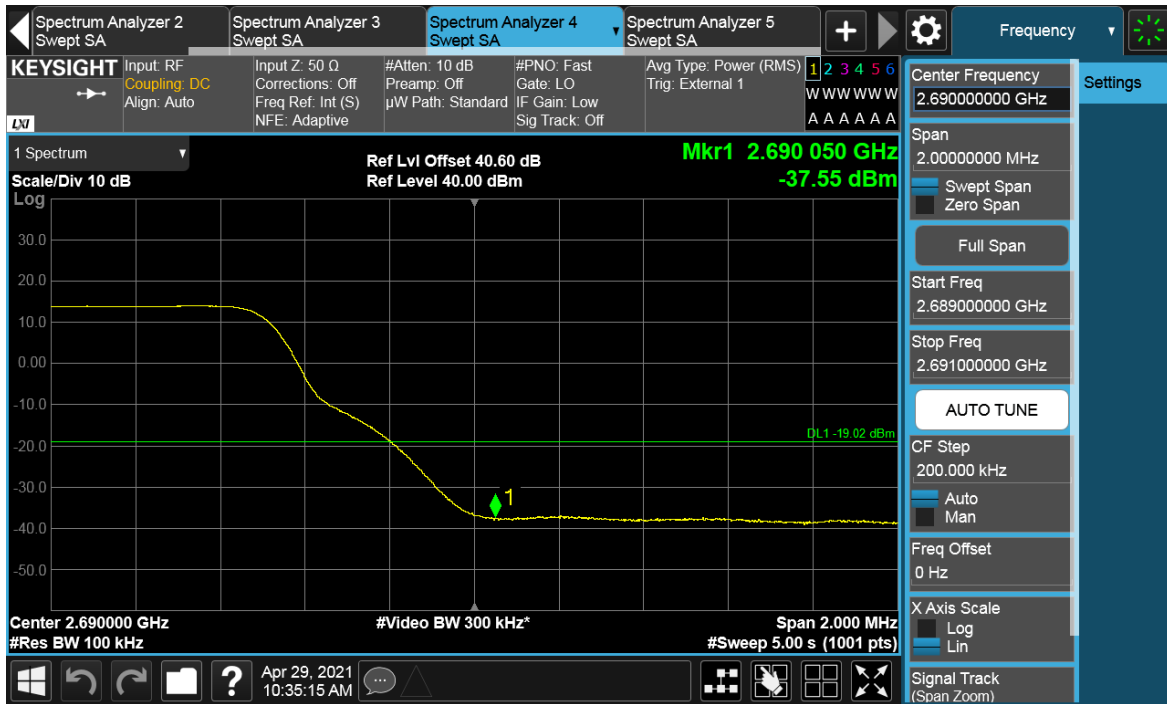 Spectrum Analyzer 2
Swept SA
Spectrum Analyzer 3
Swept SA
Spectrum Analyzer 4
Swept SA
Spectrum Analyzer 5
Swept SA
+
Frequency
KEYSIGHT
LXI
Input: RF
Coupling: DC
Align: Auto
Input Z: 50 Ω
Corrections: Off
Freq Ref: Int (S)
NFE: Adaptive
#Atten: 10 dB
Preamp: Off
µW Path: Standard
#PNO: Fast
Gate: LO
IF Gain: Low
Sig Track: Off
Avg Type: Power (RMS)
Trig: External 1
1 2 3 4 5 6
W W W W W W
A A A A A A
1 Spectrum
Scale/Div 10 dB
Log
Ref Lvl Offset 40.60 dB
Ref Level 40.00 dBm
Mkr1 2.690 050 GHz
-37.55 dBm
30.0
20.0
10.0
0.00
-10.0
-20.0
-30.0
-40.0
-50.0
DL1 -19.02 dBm
1
Center 2.690000 GHz
#Res BW 100 kHz
#Video BW 300 kHz*
Span 2.000 MHz
#Sweep 5.00 s (1001 pts)
Center Frequency
2.690000000 GHz
Span
2.00000000 MHz
Swept Span
Zero Span
Full Span
Start Freq
2.689000000 GHz
Stop Freq
2.691000000 GHz
AUTO TUNE
CF Step
200.000 kHz
Auto
Man
Freq Offset
0 Hz
X Axis Scale
Log
Lin
Signal Track
(Span Zoom)
Settings
?
Apr 29, 2021
10:35:15 AM